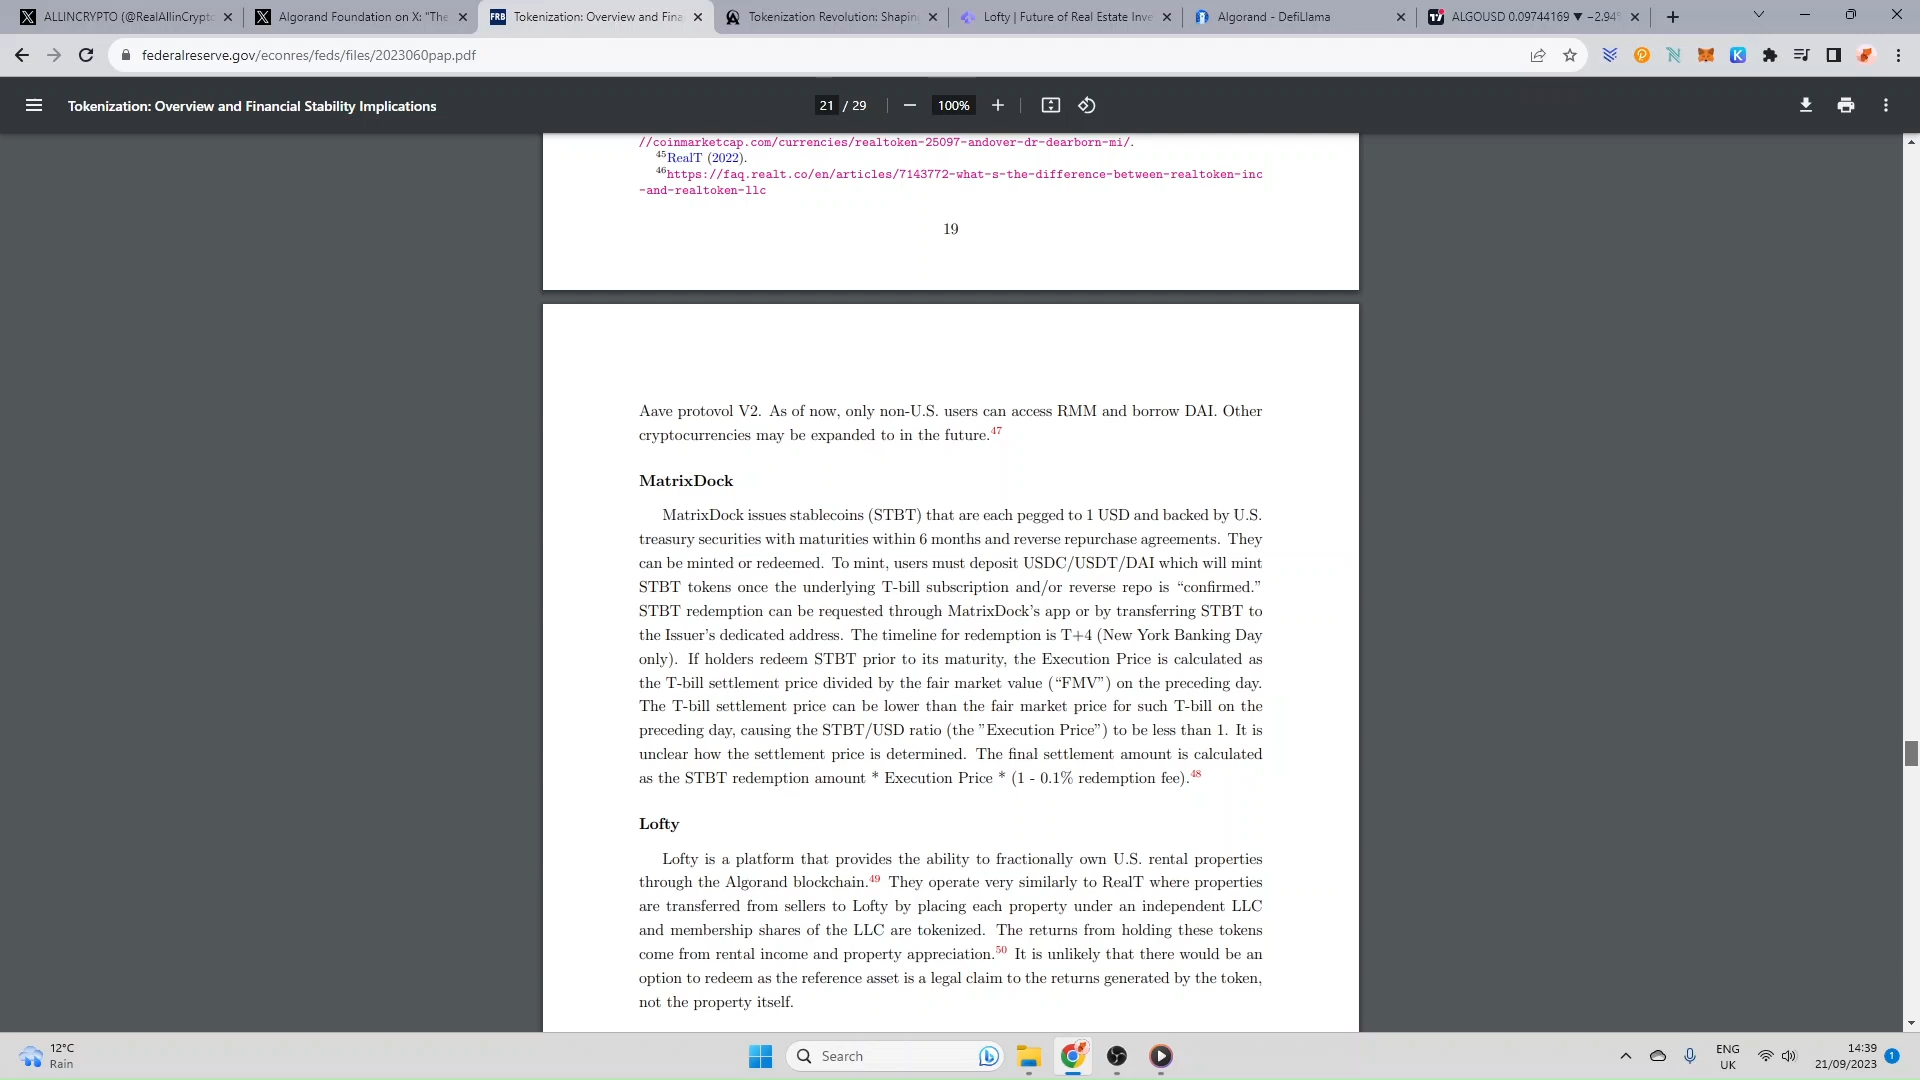 ALLINCRYPTO (@RealAllinCrypto
Algorand Foundation on X: "The
FRB Tokenization: Overview and Fina
Tokenization Revolution: Shapin
Lofty | Future of Real Estate Inve
Algorand - DefiLlama
ALGOUSD 0.09744169 ▼ −2.94%
federalreserve.gov/econres/feds/files/2023060pap.pdf
Tokenization: Overview and Financial Stability Implications
21 / 29
100%
//coinmarketcap.com/currencies/realtoken-25097-andover-dr-dearborn-mi/.
45RealT (2022).
46https://faq.realt.co/en/articles/7143772-what-s-the-difference-between-realtoken-inc
-and-realtoken-llc
19
Aave protovol V2. As of now, only non-U.S. users can access RMM and borrow DAI. Other
cryptocurrencies may be expanded to in the future.47
MatrixDock
MatrixDock issues stablecoins (STBT) that are each pegged to 1 USD and backed by U.S.
treasury securities with maturities within 6 months and reverse repurchase agreements. They
can be minted or redeemed. To mint, users must deposit USDC/USDT/DAI which will mint
STBT tokens once the underlying T-bill subscription and/or reverse repo is “confirmed.”
STBT redemption can be requested through MatrixDock’s app or by transferring STBT to
the Issuer’s dedicated address. The timeline for redemption is T+4 (New York Banking Day
only). If holders redeem STBT prior to its maturity, the Execution Price is calculated as
the T-bill settlement price divided by the fair market value (“FMV”) on the preceding day.
The T-bill settlement price can be lower than the fair market price for such T-bill on the
preceding day, causing the STBT/USD ratio (the ”Execution Price”) to be less than 1. It is
unclear how the settlement price is determined. The final settlement amount is calculated
as the STBT redemption amount * Execution Price * (1 - 0.1% redemption fee).48
Lofty
Lofty is a platform that provides the ability to fractionally own U.S. rental properties
through the Algorand blockchain.49 They operate very similarly to RealT where properties
are transferred from sellers to Lofty by placing each property under an independent LLC
and membership shares of the LLC are tokenized. The returns from holding these tokens
come from rental income and property appreciation.50 It is unlikely that there would be an
option to redeem as the reference asset is a legal claim to the returns generated by the token,
not the property itself.
12°C
Rain
Search
ENG
UK
14:39
21/09/2023
1